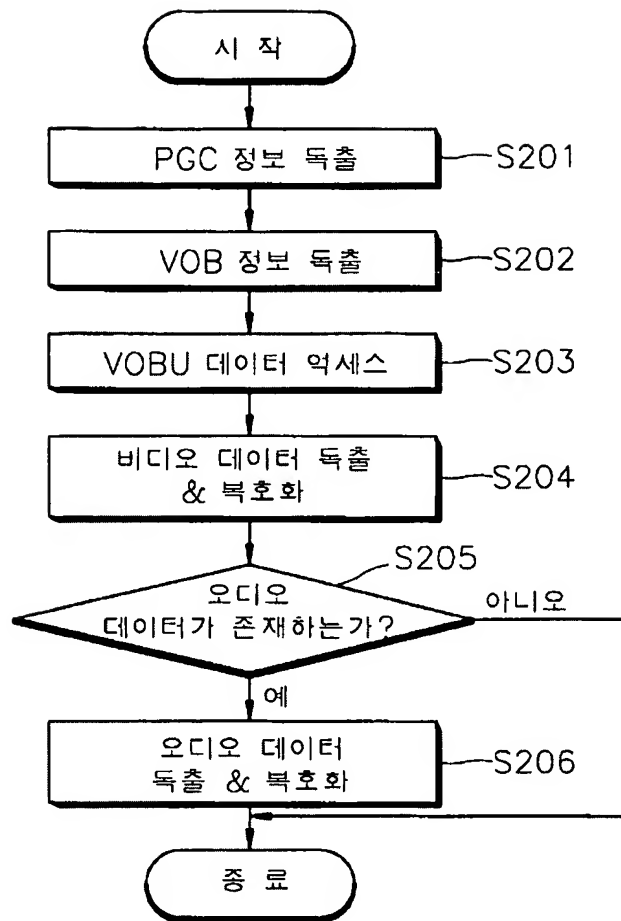 시 작
PGC 정보 독출
S201
VOB 정보 독출
S202
VOBU 데이터 억세스
S203
비디오 데이터 독출
& 복호화
S204
S205
오디오
데이터가 존재하는가?
아니오
예
오디오 데이터
독출 & 복호화
S206
종 료